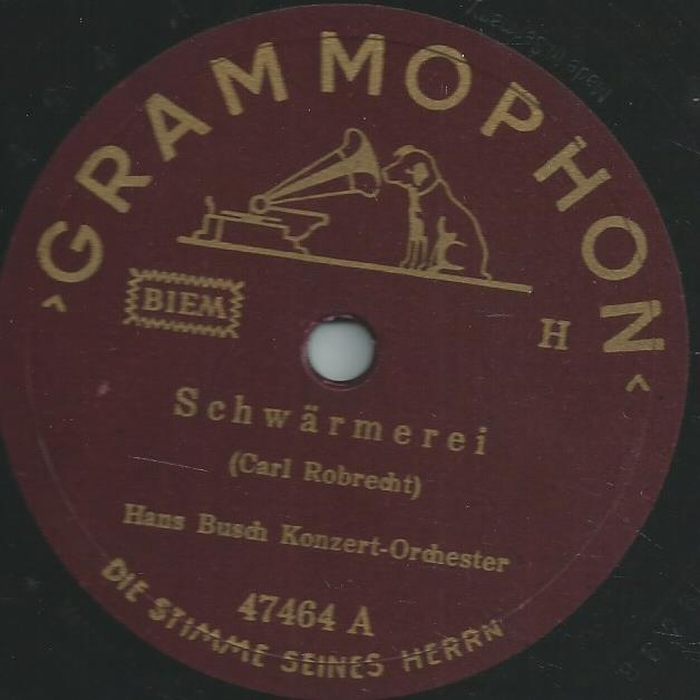 GRAMMOPHON
BIEM
H
Schwärmerei
(Carl Robrecht)
Hans Busch Konzert-Orchester
47464 A
DIE STIMME SEINES HERRN